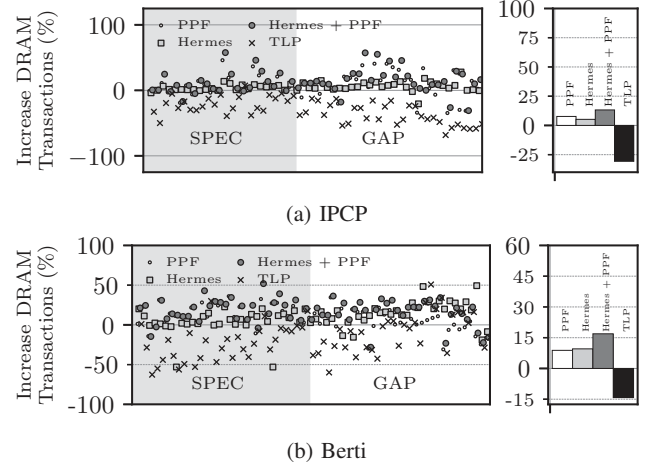 Increase DRAM
Transactions (%)
100
0
−100
PPF
Hermes + PPF
Hermes
TLP
SPEC
GAP
100
75
50
25
0
-25
PPF
Hermes
Hermes + PPF
TLP
(a) IPCP
Increase DRAM
Transactions (%)
100
50
0
-50
-100
PPF
Hermes + PPF
Hermes
TLP
SPEC
GAP
60
45
30
15
0
-15
PPF
Hermes
Hermes + PPF
TLP
(b) Berti